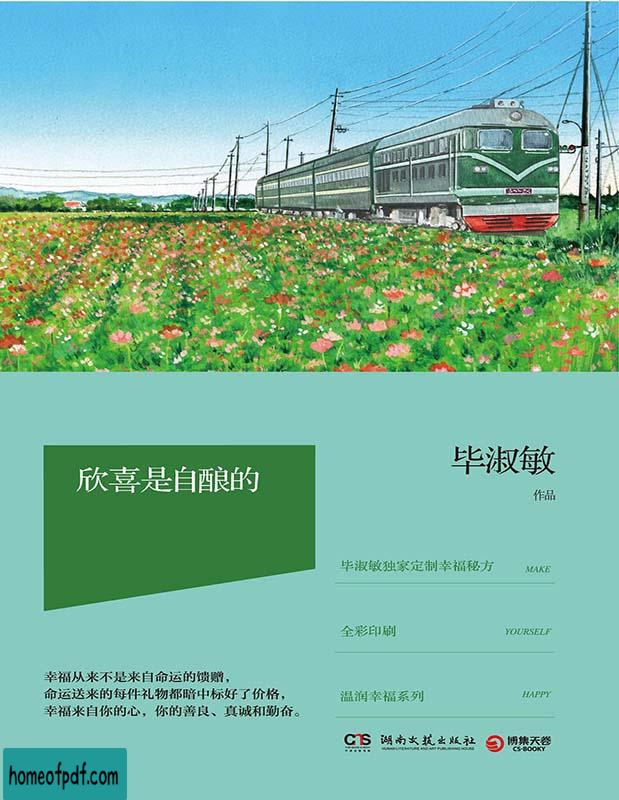 欣喜是自酿的
毕淑敏
作品
毕淑敏独家定制幸福秘方 MAKE
全彩印刷 YOURSELF
温润幸福系列 HAPPY
幸福从来不是来自命运的馈赠，
命运送来的每件礼物都暗中标好了价格，
幸福来自你的心，你的善良、真诚和勤奋。
湖南文艺出版社
HUNAN LITERATURE AND ART PUBLISHING HOUSE
博集天卷
CS-BOOKY
homeofpdf.com